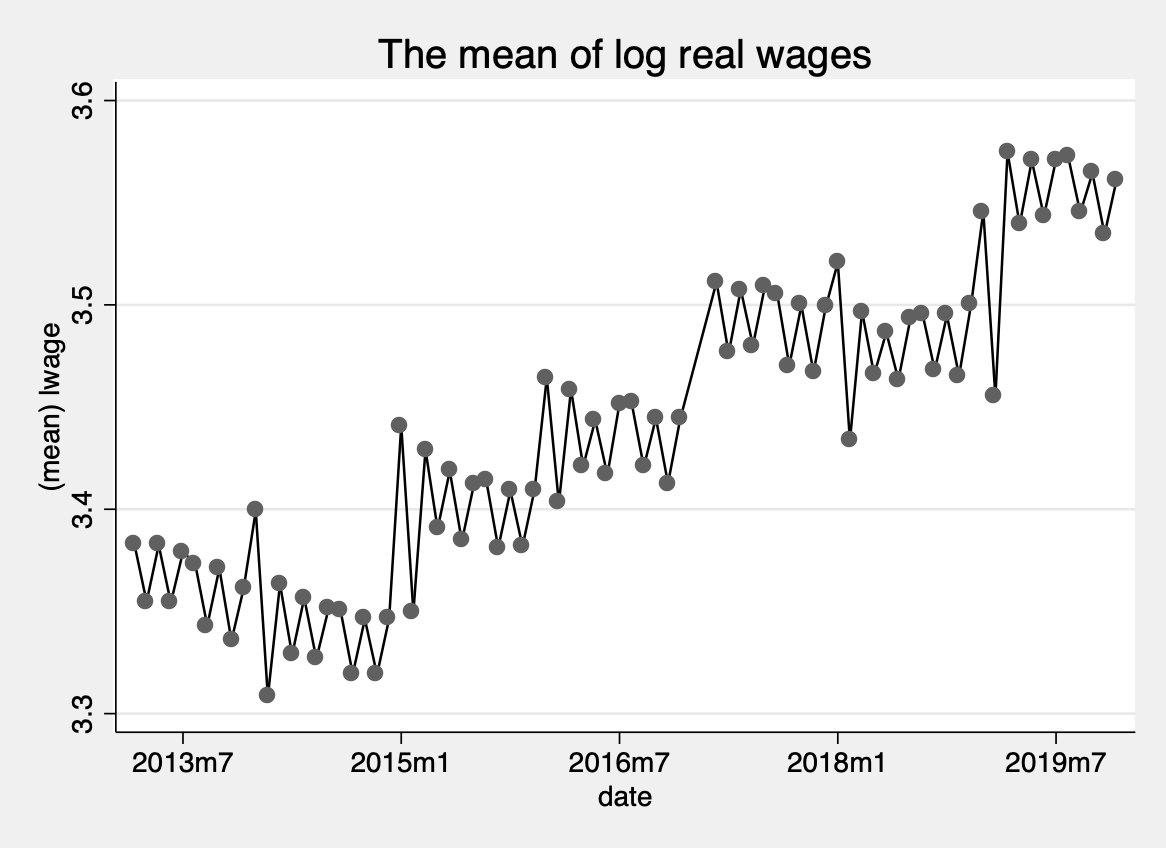 The mean of log real wages
3.6
3.5
3.4
3.3
(mean) lwage
2013m7 2015m1 2016m7 2018m1 2019m7
date